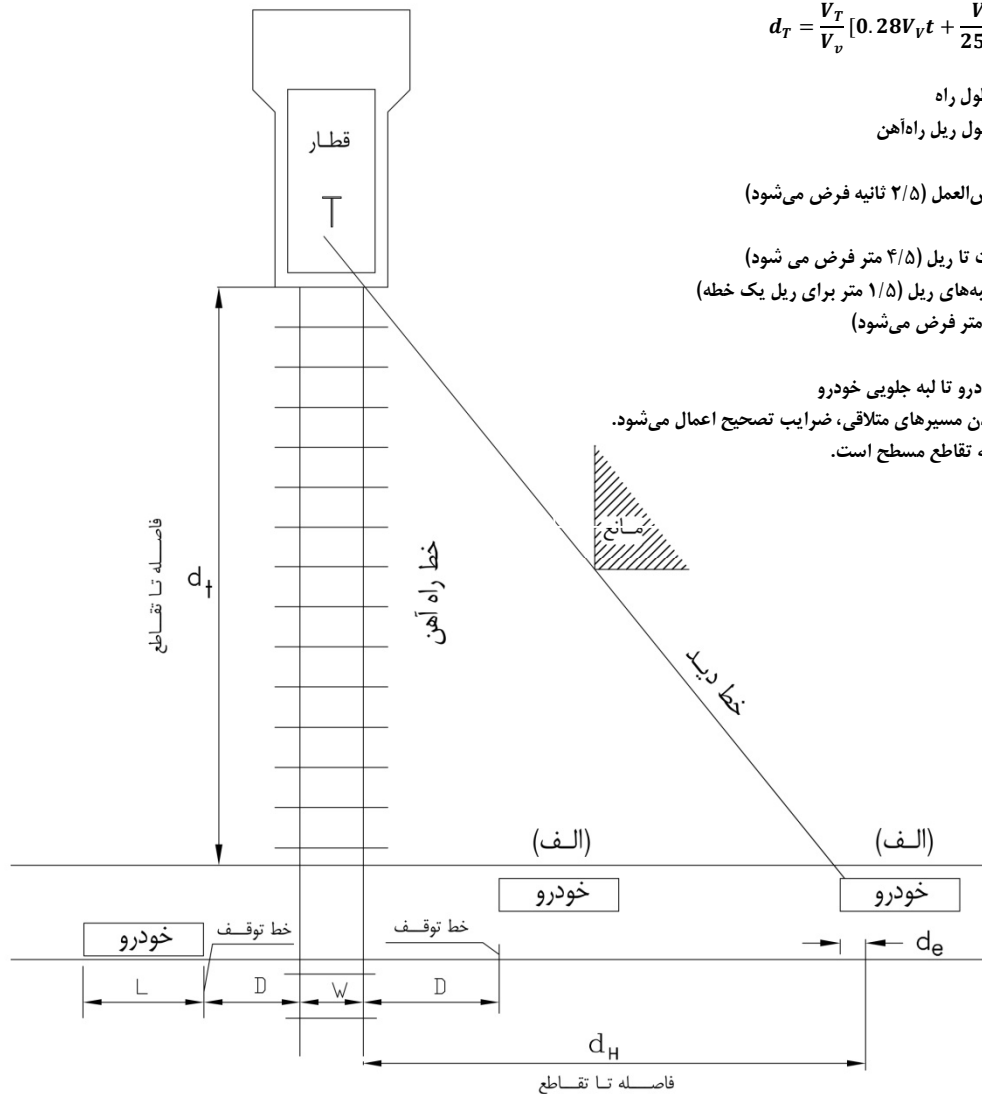 d_T = V_T/V_v [0.28V_Vt + V/25
ول راه
ول ریل راه‌آهن
العمل (۲/۵ ثانیه فرض می‌شود)
تا ریل (۴/۵ متر فرض می شود)
به‌های ریل (۱/۵ متر برای ریل یک خطه)
متر فرض می‌شود)
درو تا لبه جلویی خودرو
ن مسیرهای متلاقی، ضرایب تصحیح اعمال می‌شود.
ه تقاطع مسطح است.
قطار
T
مانع
خط راه آهن
فاصله تا تقاطع
d_t
خط دید
(الف)
(الف)
خودرو
خودرو
خودرو
خط توقف
خط توقف
d_e
L
D
W
D
d_H
فاصله تا تقاطع